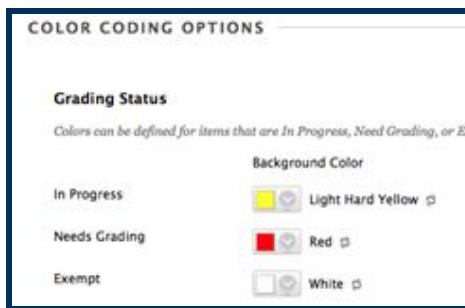 COLOR CODING OPTIONS
Grading Status
Colors can be defined for items that are In Progress, Need Grading, or E
Background Color
In Progress Light Hard Yellow
Needs Grading Red
Exempt White